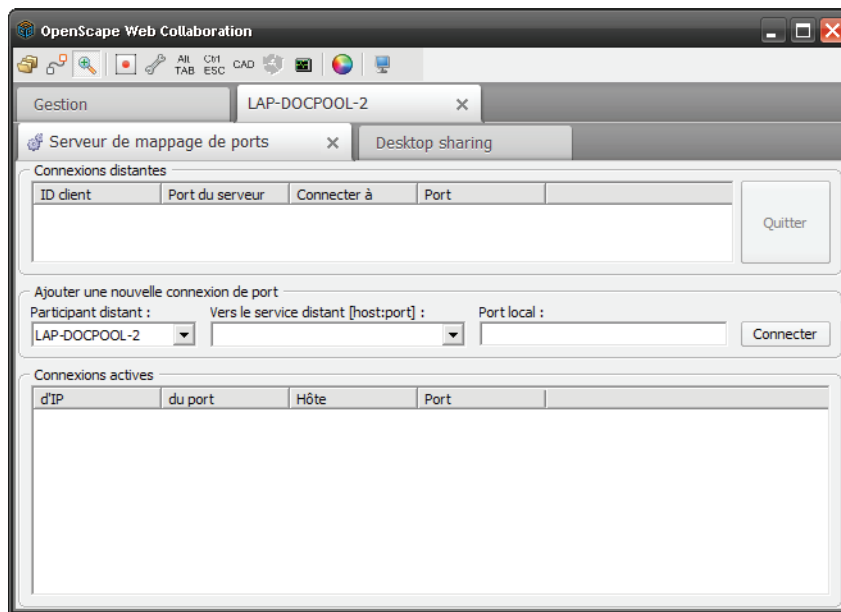 OpenScape Web Collaboration
Alt TAB Ctrl ESC CAD
Gestion LAP-DOCPOOL-2
Serveur de mappage de ports Desktop sharing
Connexions distantes
ID client Port du serveur Connecter à Port
Quitter
Ajouter une nouvelle connexion de port
Participant distant : Vers le service distant [host:port] : Port local :
LAP-DOCPOOL-2 Connecter
Connexions actives
d'IP du port Hôte Port